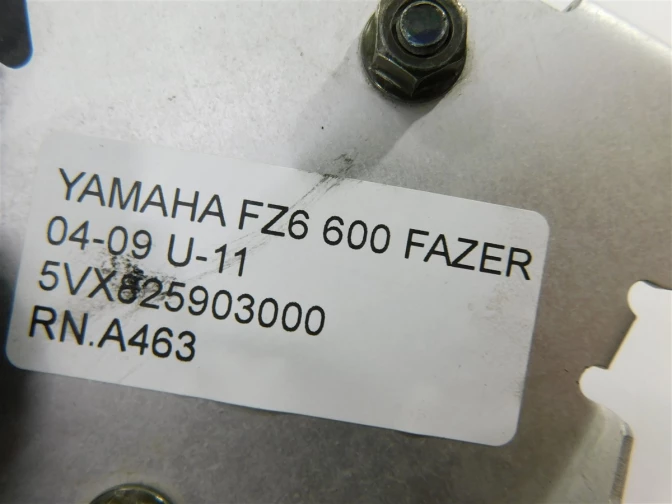 YAMAHA FZ6 600 FAZER
04-09 U-11
5VX825903000
RN.A463